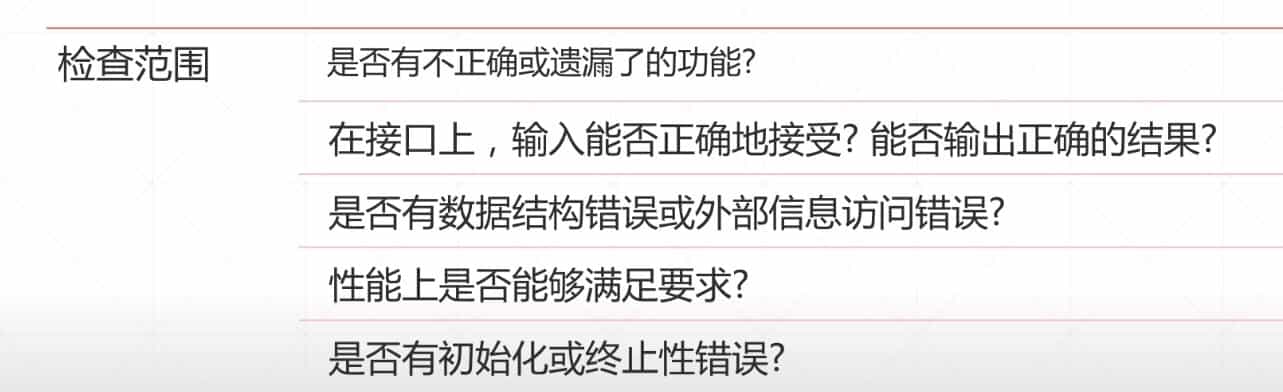 检查范围
是否有不正确或遗漏了的功能?
在接口上，输入能否正确地接受? 能否输出正确的结果?
是否有数据结构错误或外部信息访问错误?
性能上是否能够满足要求?
是否有初始化或终止性错误?